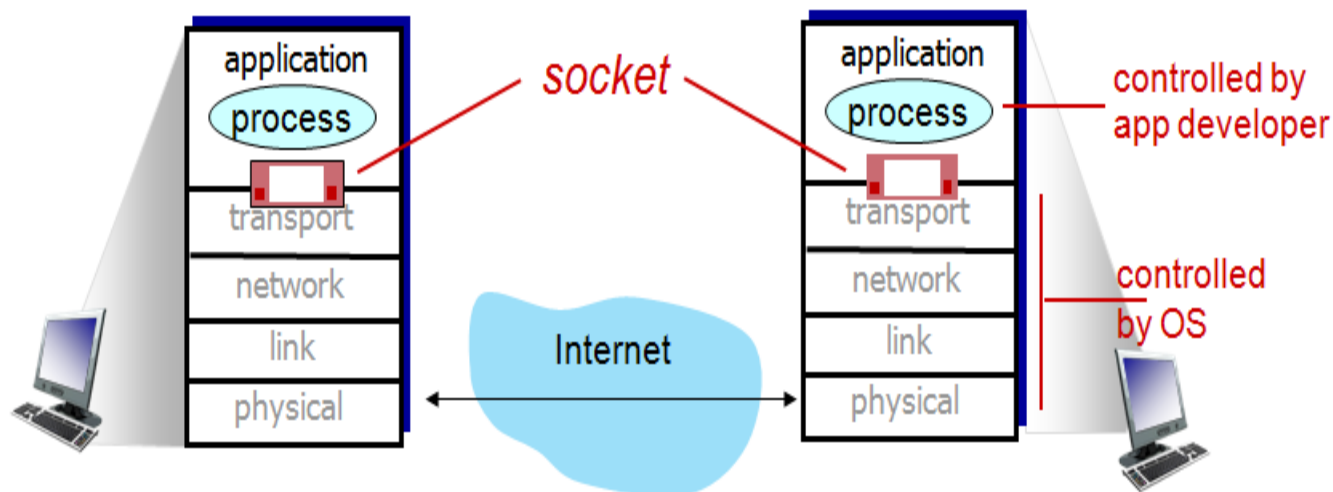 application
process
transport
network
link
physical
socket
Internet
application
process
transport
network
link
physical
controlled by
app developer
controlled
by OS